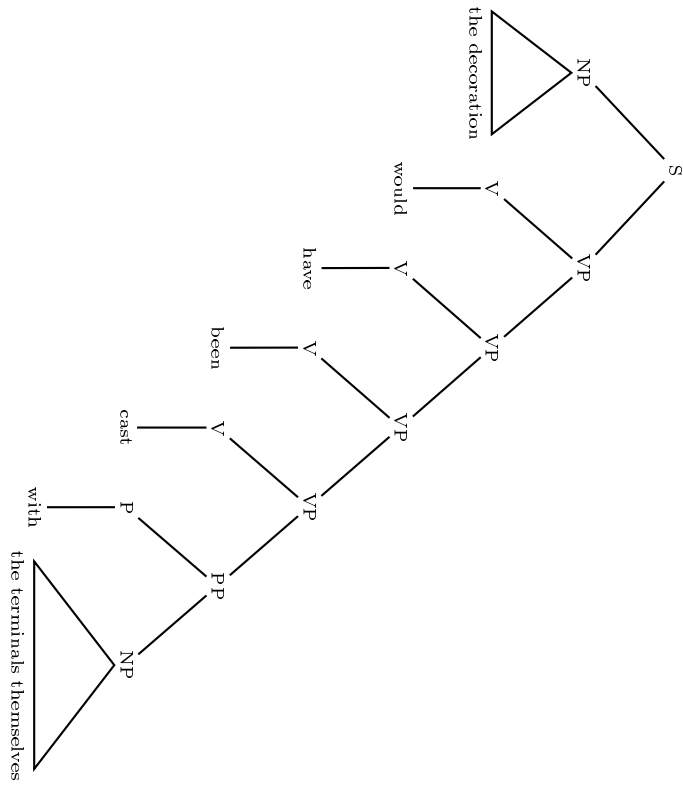 S
NP VP
the decoration V VP
would V VP
have V VP
been V PP
cast P NP
with the terminals themselves